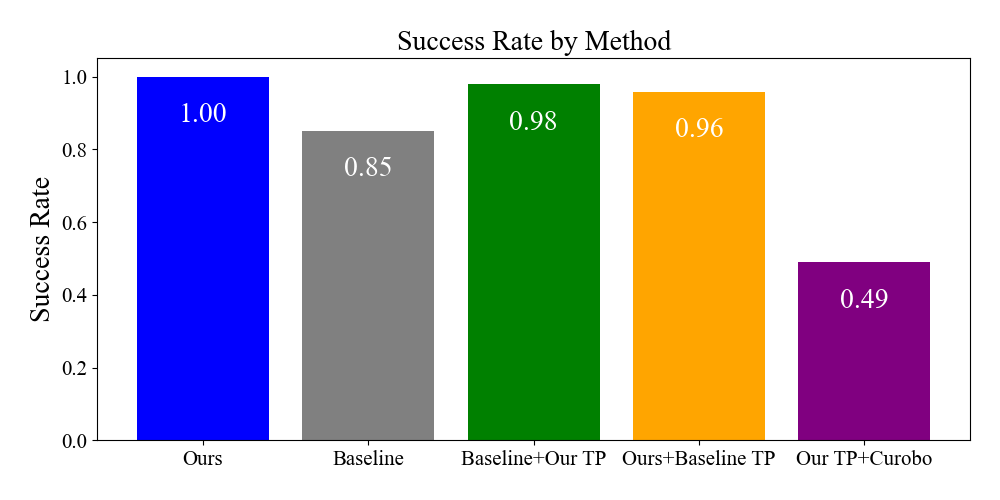 Success Rate by Method
Success Rate
1.0
0.8
0.6
0.4
0.2
0.0
1.00
0.85
0.98
0.96
0.49
Ours
Baseline
Baseline+Our TP
Ours+Baseline TP
Our TP+Curobo